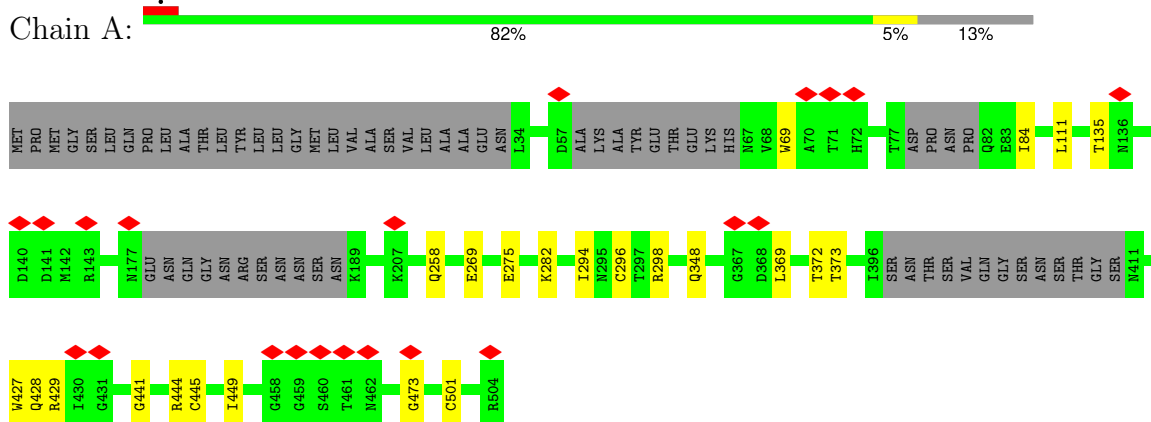 Chain A:
82% 5% 13%
MET PRO MET GLY SER LEU GLN PRO LEU ALA THR LEU TYR LEU LEU GLY MET LEU VAL ALA SER VAL LEU ALA ALA GLU ASN L34 D57 ALA LYS ALA TYR GLU THR GLU LYS HIS N67 V68 W69 A70 T71 H72 T77 ASP PRO ASN PRO Q82 E83 I84 L111 T135 N136
D140 D141 M142 R143 N177 GLU ASN GLN GLY ASN ARG SER ASN ASN SER ASN K189 K207 Q258 E269 E275 K282 I294 N295 C296 T297 R298 Q348 G367 D368 L369 T372 T373 I396 SER ASN THR SER VAL GLN GLY SER ASN SER THR GLY SER N411
W427 Q428 R429 I430 G431 G441 R444 C445 I449 G458 G459 S460 T461 N462 G473 C501 R504